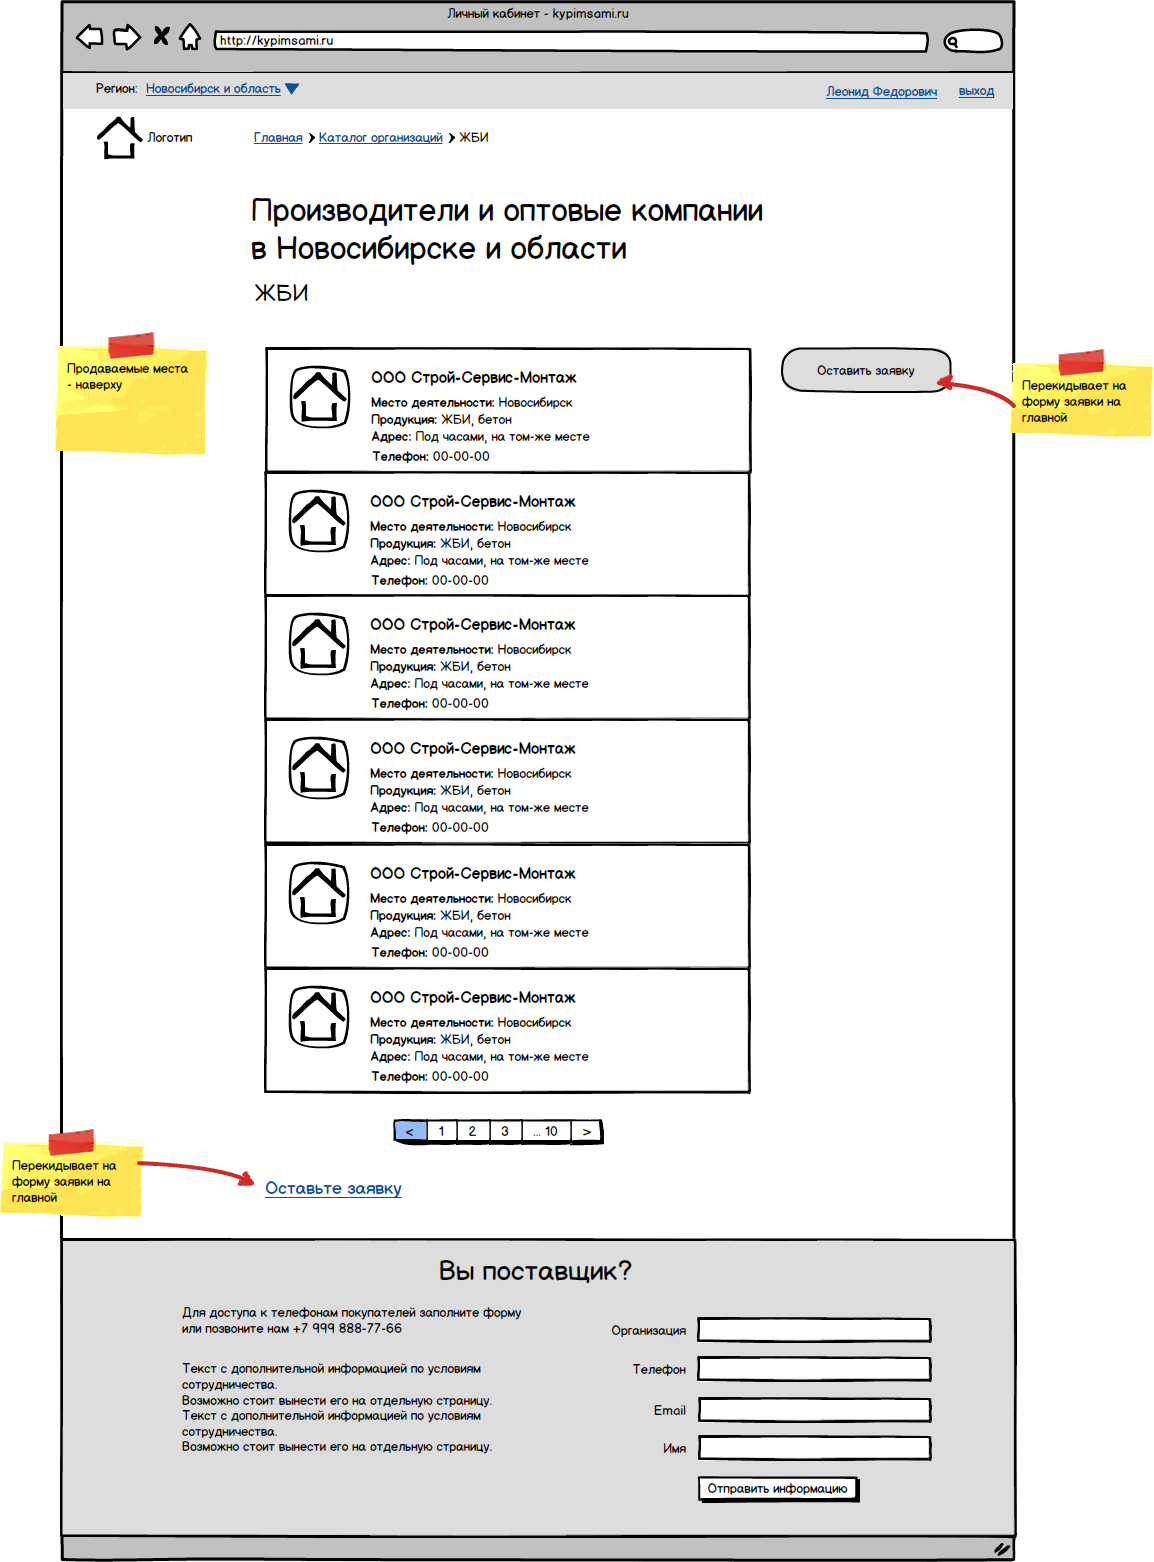 Личный кабинет - kypimsami.ru
http://kypimsami.ru
Регион: Новосибирск и область
Леонид Федорович выход
Логотип
Главная > Каталог организаций > ЖБИ
Производители и оптовые компании
в Новосибирске и области
ЖБИ
Продаваемые места
- наверху
ООО Строй-Сервис-Монтаж
Место деятельности: Новосибирск
Продукция: ЖБИ, бетон
Адрес: Под часами, на том-же месте
Телефон: 00-00-00
Оставить заявку
Перекидывает на
форму заявки на
главной
ООО Строй-Сервис-Монтаж
Место деятельности: Новосибирск
Продукция: ЖБИ, бетон
Адрес: Под часами, на том-же месте
Телефон: 00-00-00
ООО Строй-Сервис-Монтаж
Место деятельности: Новосибирск
Продукция: ЖБИ, бетон
Адрес: Под часами, на том-же месте
Телефон: 00-00-00
ООО Строй-Сервис-Монтаж
Место деятельности: Новосибирск
Продукция: ЖБИ, бетон
Адрес: Под часами, на том-же месте
Телефон: 00-00-00
ООО Строй-Сервис-Монтаж
Место деятельности: Новосибирск
Продукция: ЖБИ, бетон
Адрес: Под часами, на том-же месте
Телефон: 00-00-00
ООО Строй-Сервис-Монтаж
Место деятельности: Новосибирск
Продукция: ЖБИ, бетон
Адрес: Под часами, на том-же месте
Телефон: 00-00-00
< 1 2 3 ... 10 >
Перекидывает на
форму заявки на
главной
Оставьте заявку
Вы поставщик?
Для доступа к телефонам покупателей заполните форму
или позвоните нам +7 999 888-77-66
Текст с дополнительной информацией по условиям
сотрудничества.
Возможно стоит вынести его на отдельную страницу.
Текст с дополнительной информацией по условиям
сотрудничества.
Возможно стоит вынести его на отдельную страницу.
Организация
Телефон
Email
Имя
Отправить информацию